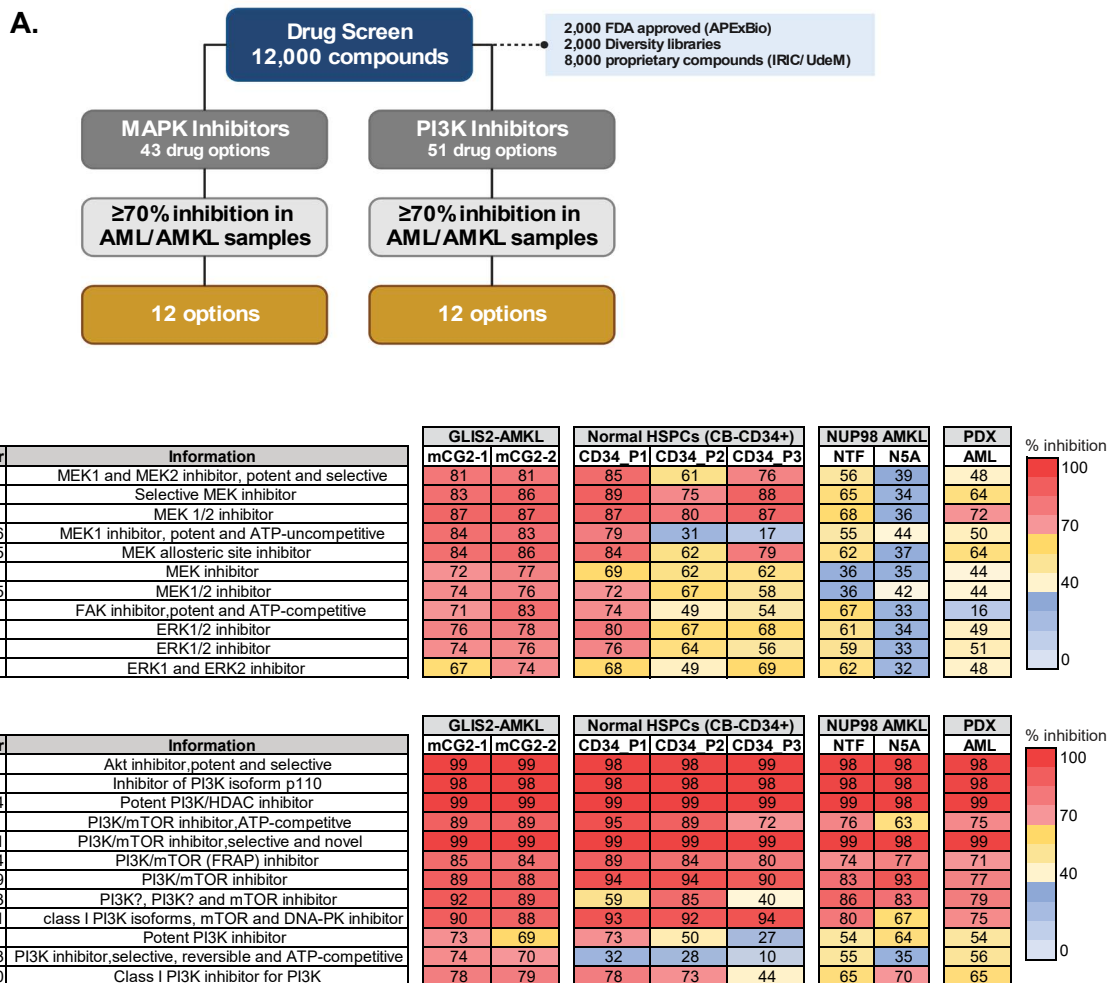 A.
Drug Screen
12,000 compounds
2,000 FDA approved (APExBio)
2,000 Diversity libraries
8,000 proprietary compounds (IRIC/UdeM)
MAPK Inhibitors
43 drug options
PI3K Inhibitors
51 drug options
≥70% inhibition in
AML/AMKL samples
≥70% inhibition in
AML/AMKL samples
12 options
12 options
GLIS2-AMKL Normal HSPCs (CB-CD34+) NUP98 AMKL PDX
r Information mCG2-1 mCG2-2 CD34_P1 CD34_P2 CD34_P3 NTF N5A AML
MEK1 and MEK2 inhibitor, potent and selective 81 81 85 61 76 56 39 48
Selective MEK inhibitor 83 86 89 75 88 65 34 64
MEK 1/2 inhibitor 87 87 87 80 87 68 36 72
6 MEK1 inhibitor, potent and ATP-uncompetitive 84 83 79 31 17 55 44 50
5 MEK allosteric site inhibitor 84 86 84 62 79 62 37 64
MEK inhibitor 72 77 69 62 62 36 35 44
5 MEK1/2 inhibitor 74 76 72 67 58 36 42 44
FAK inhibitor,potent and ATP-competitive 71 83 74 49 54 67 33 16
ERK1/2 inhibitor 76 78 80 67 68 61 34 49
ERK1/2 inhibitor 74 76 76 64 56 59 33 51
ERK1 and ERK2 inhibitor 67 74 68 49 69 62 32 48
% inhibition
100
70
40
0
GLIS2-AMKL Normal HSPCs (CB-CD34+) NUP98 AMKL PDX
r Information mCG2-1 mCG2-2 CD34_P1 CD34_P2 CD34_P3 NTF N5A AML
Akt inhibitor,potent and selective 99 99 98 98 99 98 98 98
Inhibitor of PI3K isoform p110 98 98 98 98 98 98 98 98
4 Potent PI3K/HDAC inhibitor 99 99 99 99 99 99 98 99
PI3K/mTOR inhibitor,ATP-competitve 89 89 95 89 72 76 63 75
1 PI3K/mTOR inhibitor,selective and novel 99 99 99 99 99 99 98 99
4 PI3K/mTOR (FRAP) inhibitor 85 84 89 84 80 74 77 71
9 PI3K/mTOR inhibitor 89 88 94 94 90 83 93 77
3 PI3K?, PI3K? and mTOR inhibitor 92 89 59 85 40 86 83 79
1 class I PI3K isoforms, mTOR and DNA-PK inhibitor 90 88 93 92 94 80 67 75
Potent PI3K inhibitor 73 69 73 50 27 54 64 54
3 PI3K inhibitor,selective, reversible and ATP-competitive 74 70 32 28 10 55 35 56
0 Class I PI3K inhibitor for PI3K 78 79 78 73 44 65 70 65
% inhibition
100
70
40
0